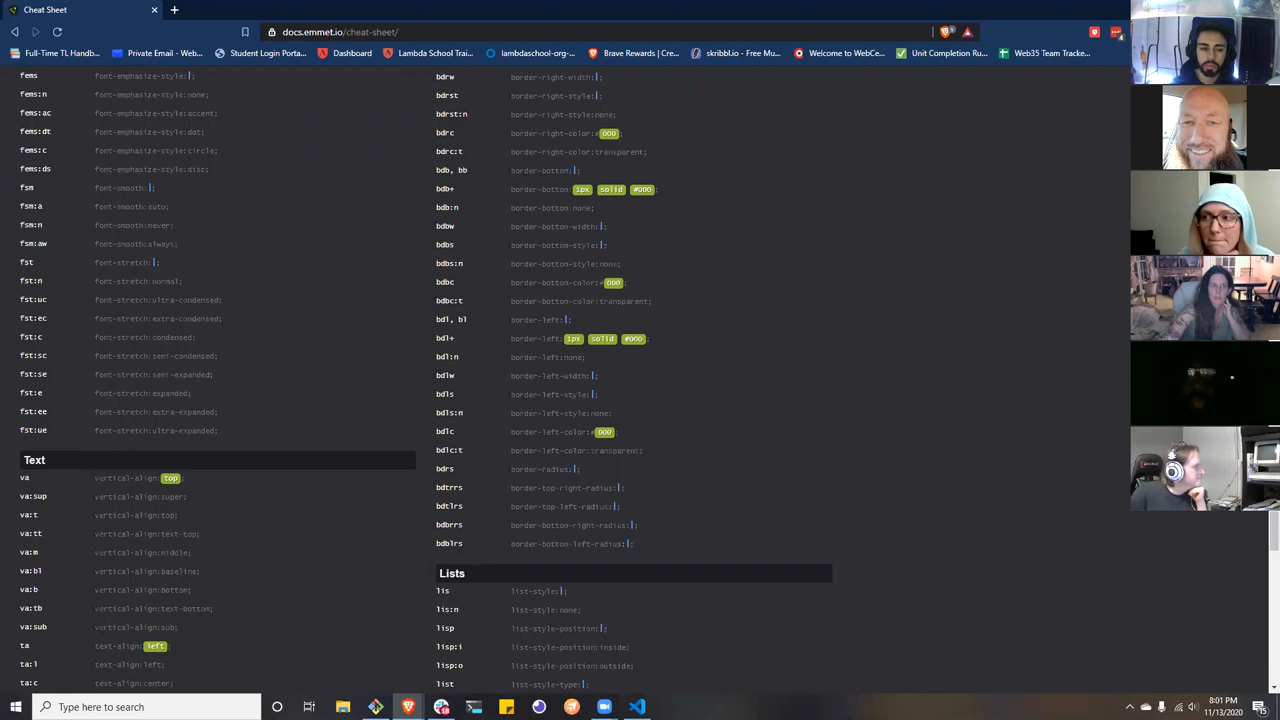 Cheat Sheet
docs.emmet.io/cheat-sheet/
4
Full-Time TL Handb...
Private Email - Web...
Student Login Porta...
Dashboard
Lambda School Trai...
lambdaschool-org-...
Brave Rewards | Cre...
skribbl.io - Free Mu...
Welcome to WebCe...
Unit Completion Ru...
Web35 Team Tracke...
fems font-emphasize-style:|;
fems:n font-emphasize-style:none;
fems:ac font-emphasize-style:accent;
fems:dt font-emphasize-style:dot;
fems:c font-emphasize-style:circle;
fems:ds font-emphasize-style:disc;
fsm font-smooth:|;
fsm:a font-smooth:auto;
fsm:n font-smooth:never;
fsm:aw font-smooth:always;
fst font-stretch:|;
fst:n font-stretch:normal;
fst:uc font-stretch:ultra-condensed;
fst:ec font-stretch:extra-condensed;
fst:c font-stretch:condensed;
fst:sc font-stretch:semi-condensed;
fst:se font-stretch:semi-expanded;
fst:e font-stretch:expanded;
fst:ee font-stretch:extra-expanded;
fst:ue font-stretch:ultra-expanded;
Text
va vertical-align:top;
va:sup vertical-align:super;
va:t vertical-align:top;
va:tt vertical-align:text-top;
va:m vertical-align:middle;
va:bl vertical-align:baseline;
va:b vertical-align:bottom;
va:tb vertical-align:text-bottom;
va:sub vertical-align:sub;
ta text-align:left;
ta:l text-align:left;
ta:c text-align:center;
bdrw border-right-width:|;
bdrst border-right-style:|;
bdrst:n border-right-style:none;
bdrc border-right-color:#000;
bdrc:t border-right-color:transparent;
bdb, bb border-bottom:|;
bdb+ border-bottom:1px solid #000;
bdb:n border-bottom:none;
bdbw border-bottom-width:|;
bdbs border-bottom-style:|;
bdbs:n border-bottom-style:none;
bdbc border-bottom-color:#000;
bdbc:t border-bottom-color:transparent;
bdl, bl border-left:|;
bdl+ border-left:1px solid #000;
bdl:n border-left:none;
bdlw border-left-width:|;
bdls border-left-style:|;
bdls:n border-left-style:none;
bdlc border-left-color:#000;
bdlc:t border-left-color:transparent;
bdrs border-radius:|;
bdtrrs border-top-right-radius:|;
bdtlrs border-top-left-radius:|;
bdbrrs border-bottom-right-radius:|;
bdblrs border-bottom-left-radius:|;
Lists
lis list-style:|;
lis:n list-style:none;
lisp list-style-position:|;
lisp:i list-style-position:inside;
lisp:o list-style-position:outside;
list list-style-type:|;
Type here to search
8:01 PM
11/13/2020
15